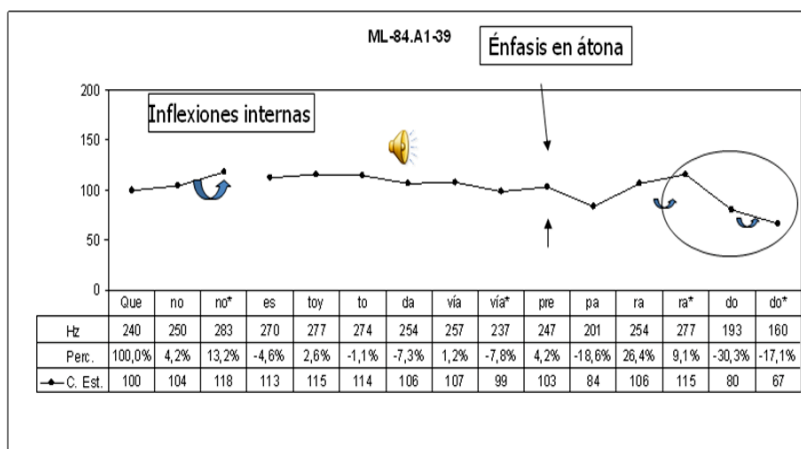 ML-84.A1-39
Énfasis en átona
Inflexiones internas
200
150
100
50
0
Que no no* es toy to da vía vía* pre pa ra ra* do do*
Hz 240 250 283 270 277 274 254 257 237 247 201 254 277 193 160
Perc. 100,0% 4,2% 13,2% -4,6% 2,6% -1,1% -7,3% 1,2% -7,8% 4,2% -18,6% 26,4% 9,1% -30,3% -17,1%
C. Est. 100 104 118 113 115 114 106 107 99 103 84 106 115 80 67